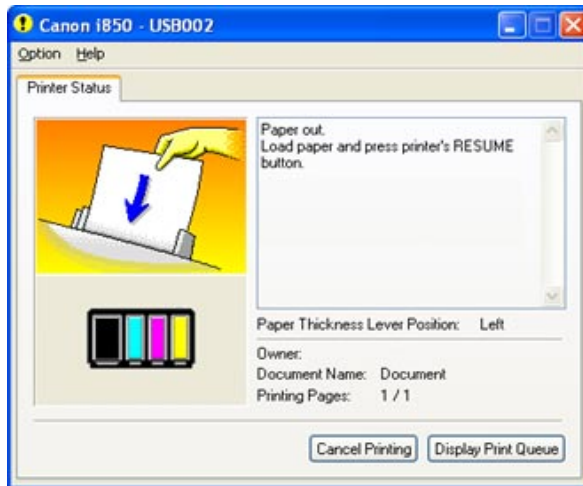 Canon i850 - USB002
Option Help
Printer Status
Paper out.
Load paper and press printer's RESUME
button.
Paper Thickness Lever Position: Left
Owner:
Document Name: Document
Printing Pages: 1 / 1
Cancel Printing Display Print Queue